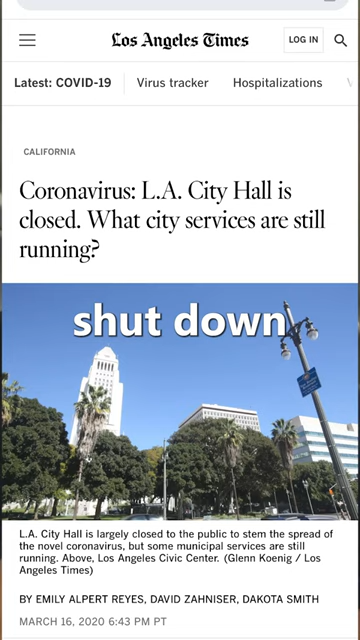 Los Angeles Times
LOG IN
Latest: COVID-19
Virus tracker
Hospitalizations
CALIFORNIA
Coronavirus: L.A. City Hall is
closed. What city services are still
running?
shut down
L.A. City Hall is largely closed to the public to stem the spread of
the novel coronavirus, but some municipal services are still
running. Above, Los Angeles Civic Center. (Glenn Koenig / Los
Angeles Times)
BY EMILY ALPERT REYES, DAVID ZAHNISER, DAKOTA SMITH
MARCH 16, 2020 6:43 PM PT